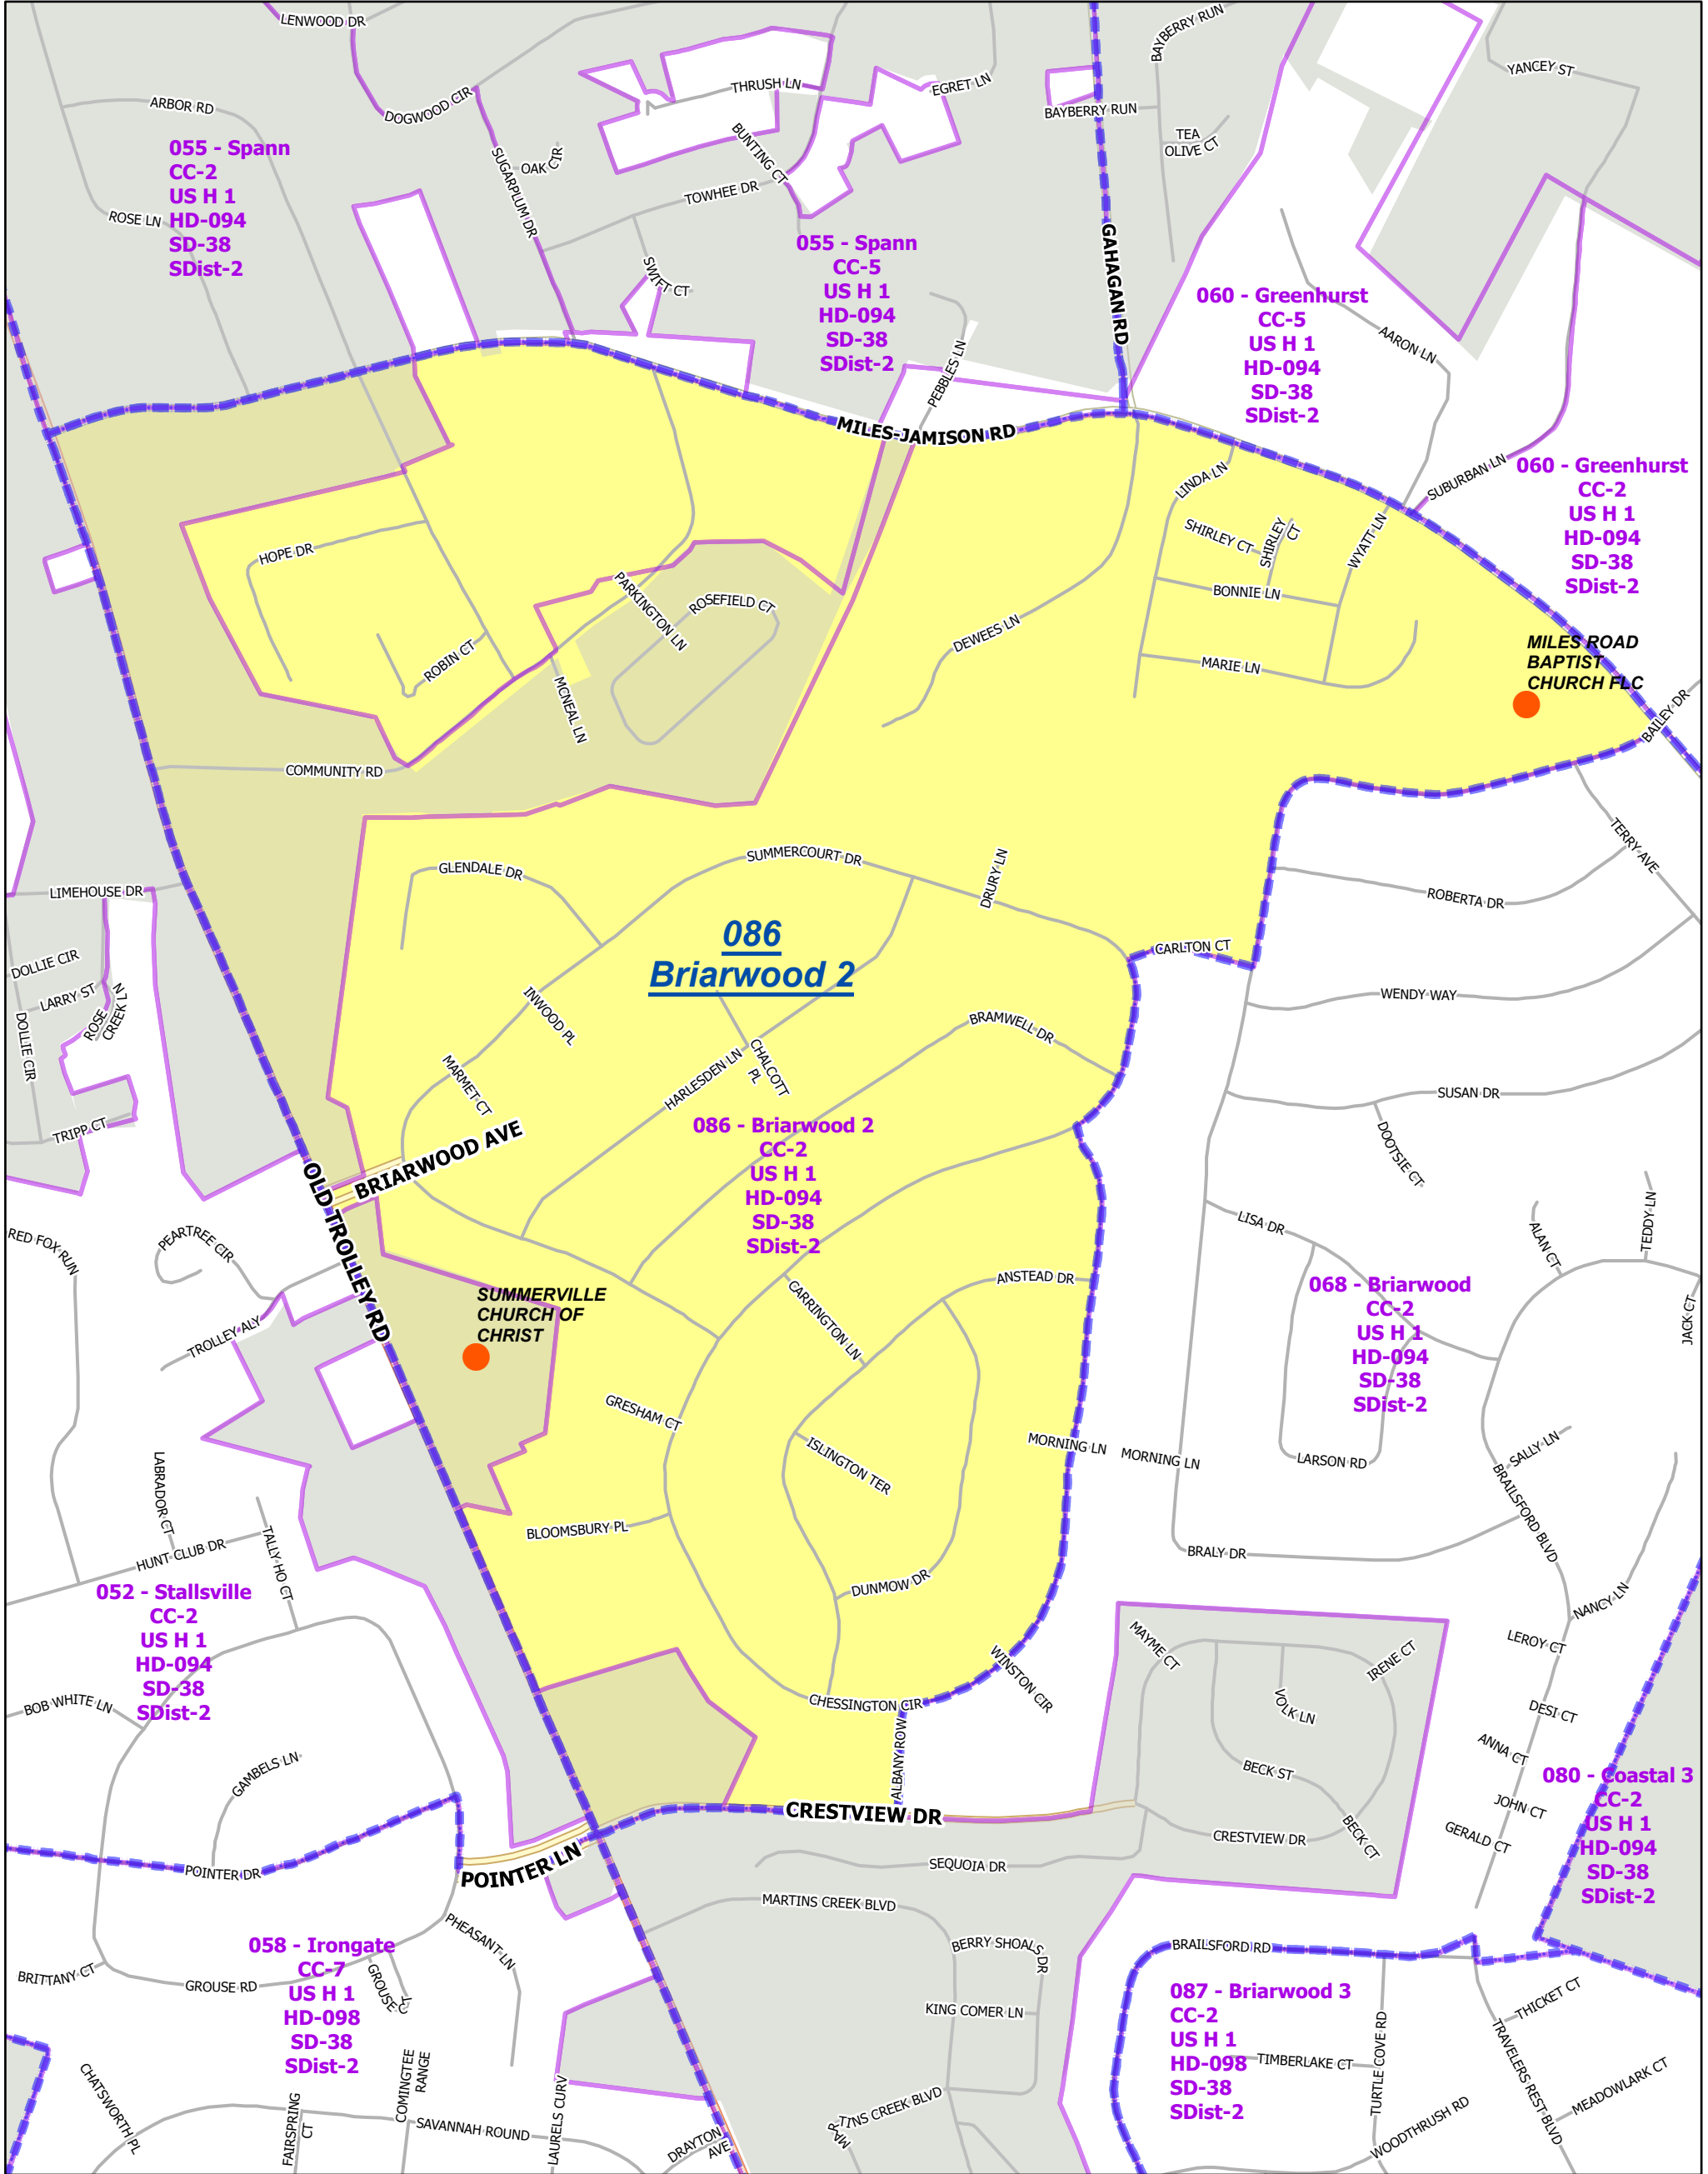 LENWOOD DR
BAYBERRY RUN
YANCEY ST
ARBOR RD
DOGWOOD CIR
THRUSH LN
EGRET LN
BAYBERRY RUN
TEA
OLIVE CT
055 - Spann
CC-2
US H 1
HD-094
SD-38
SDist-2
SUGARPLUM DR
OAK CIR
BUNTING CT
TOWHEE DR
ROSE LN
SWIFT CT
055 - Spann
CC-5
US H 1
HD-094
SD-38
SDist-2
GAHAGAN RD
060 - Greenhurst
CC-5
US H 1
HD-094
SD-38
SDist-2
AARON LN
PEBBLES LN
MILES-JAMISON RD
LINDA LN
SUBURBAN LN
060 - Greenhurst
CC-2
US H 1
HD-094
SD-38
SDist-2
SHIRLEY CT
SHIRLEY
CT
WYATT LN
HOPE DR
PARKINGTON LN
ROSEFIELD CT
BONNIE LN
DEWEES LN
MARIE LN
MILES ROAD
BAPTIST
CHURCH FLC
ROBIN CT
MCNEAL LN
BAILEY DR
COMMUNITY RD
TERRY AVE
SUMMERCOURT DR
GLENDALE DR
DRURY LN
LIMEHOUSE DR
ROBERTA DR
086
Briarwood 2
CARLTON CT
DOLLIE CIR
LARRY ST
ROSE
CREEK LN
DOLLIE CIR
INWOOD PL
WENDY WAY
BRAMWELL DR
MARMET CT
HARLESDEN LN
CHALCOTT
PL
SUSAN DR
TRIPP CT
BRIARWOOD AVE
086 - Briarwood 2
CC-2
US H 1
HD-094
SD-38
SDist-2
DOOTSIE CT
OLD TROLLEY RD
RED FOX RUN
PEARTREE CIR
LISA DR
ALAN CT
TEDDY LN
ANSTEAD DR
SUMMERVILLE
CHURCH OF
CHRIST
CARRINGTON LN
068 - Briarwood
CC-2
US H 1
HD-094
SD-38
SDist-2
JACK CT
TROLLEY ALY
GRESHAM CT
ISLINGTON TER
MORNING LN
MORNING LN
LARSON RD
SALLY LN
LABRADOR CT
BRAILSFORD BLVD
BLOOMSBURY PL
HUNT CLUB DR
TALLY HO CT
BRALY DR
DUNMOW DR
052 - Stallsville
CC-2
US H 1
HD-094
SD-38
SDist-2
NANCY LN
MAYME CT
IRENE CT
LEROY CT
WINSTON CIR
BOB WHITE LN
CHESSINGTON CIR
VOLK LN
DESI CT
ALBANY ROW
GAMBELS LN
BECK ST
ANNA CT
080 - Coastal 3
CC-2
US H 1
HD-094
SD-38
SDist-2
CRESTVIEW DR
CRESTVIEW DR
BECK CT
JOHN CT
GERALD CT
POINTER DR
POINTER LN
SEQUOIA DR
MARTINS CREEK BLVD
PHEASANT LN
BERRY SHOALS DR
BRAILSFORD RD
058 - Irongate
CC-7
US H 1
HD-098
SD-38
SDist-2
BRITTANY CT
GROUSE RD
GROUSE CT
KING COMER LN
087 - Briarwood 3
CC-2
US H 1
HD-098
SD-38
SDist-2
THICKET CT
TIMBERLAKE CT
TURTLE COVE RD
TRAVELERS REST BLVD
MEADOWLARK CT
WOODTHRUSH RD
CHATSWORTH PL
FAIRSPRING
CT
COMINGTEE
RANGE
SAVANNAH ROUND
LAURELS CURV
DRAYTON
AVE
MARTINS CREEK BLVD